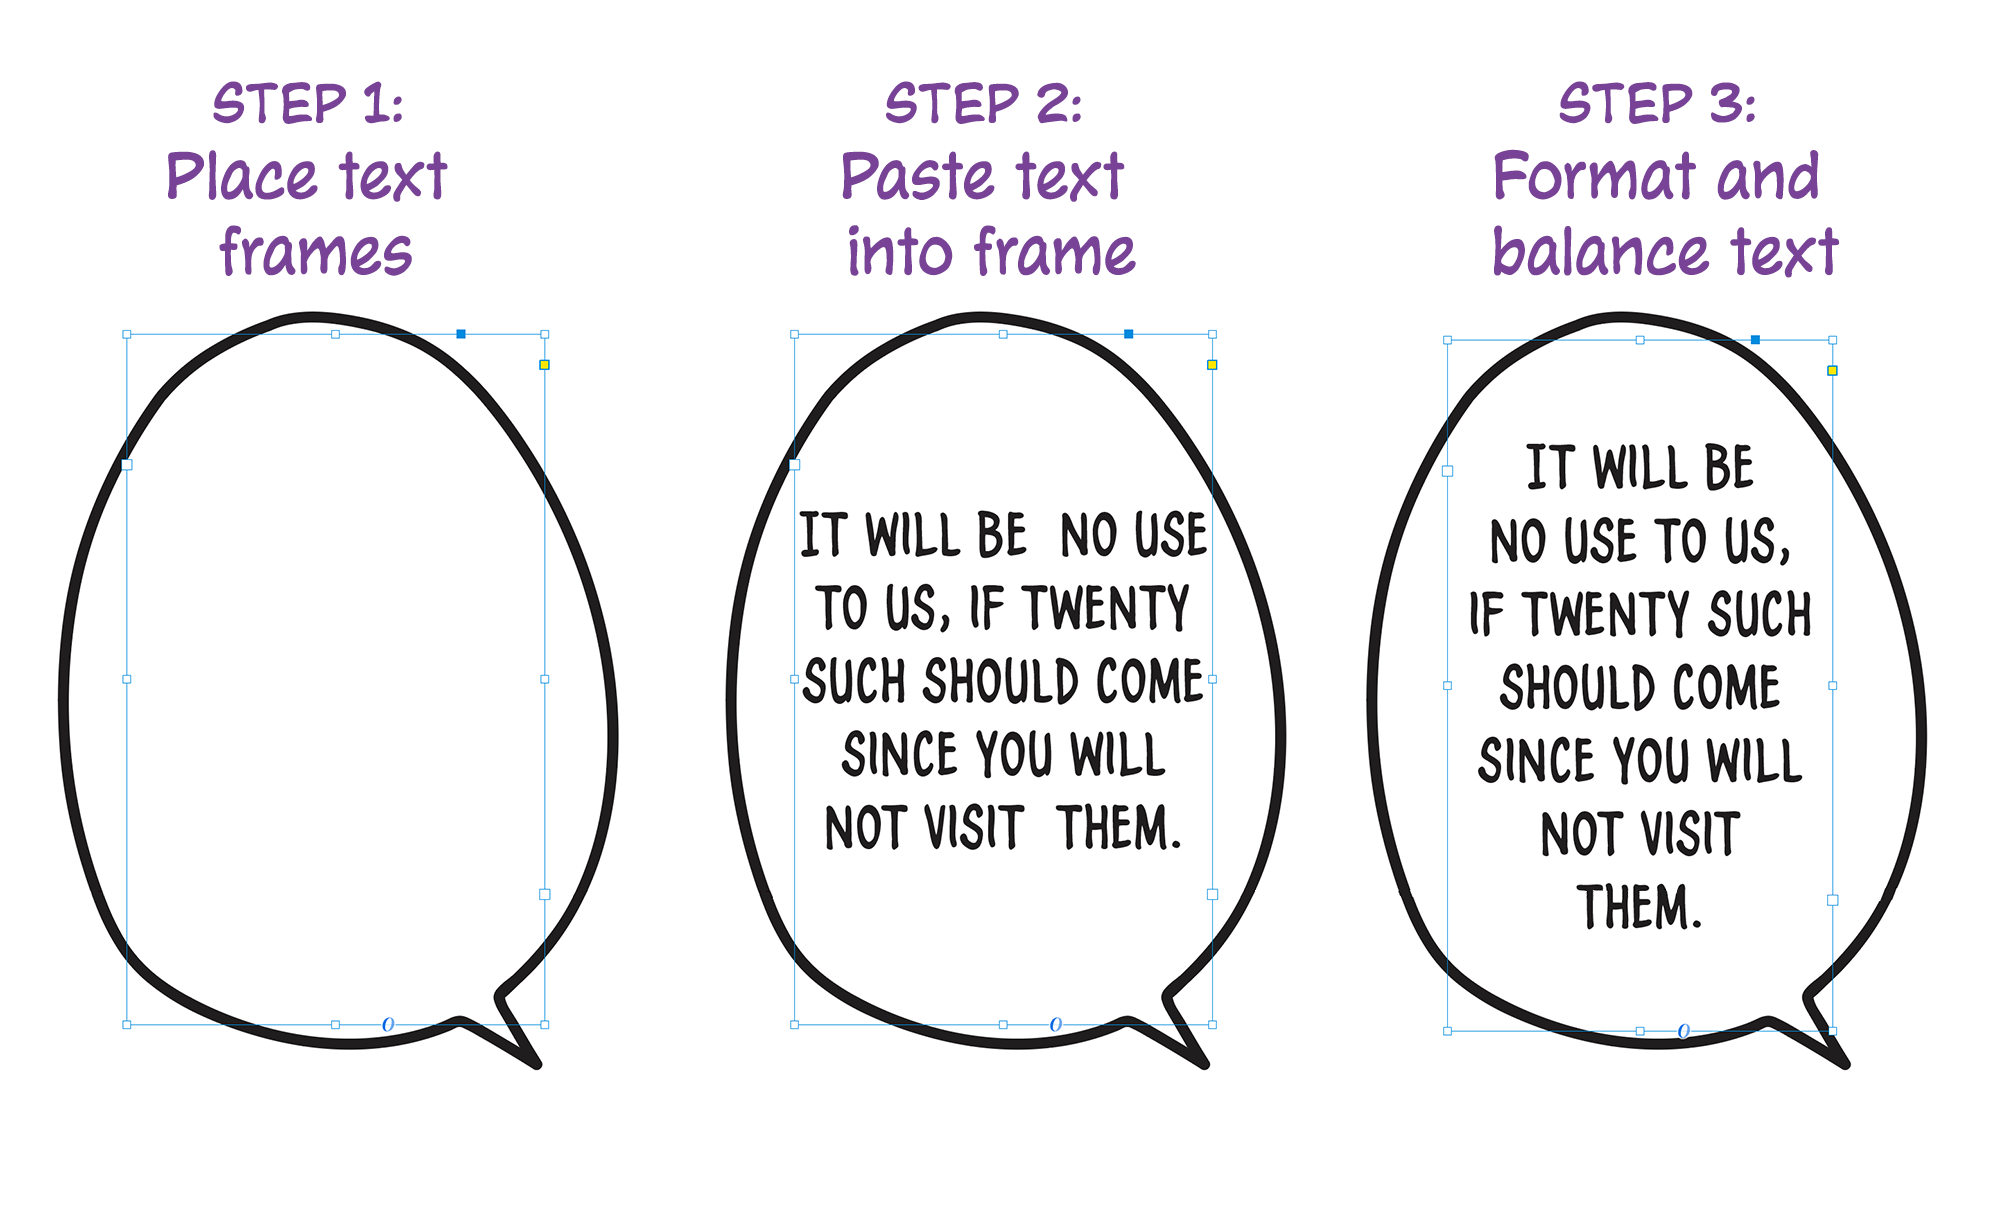 STEP 1:
Place text
frames
STEP 2:
Paste text
into frame
IT WILL BE  NO USE
TO US, IF TWENTY
SUCH SHOULD COME
SINCE YOU WILL
NOT VISIT  THEM.
STEP 3:
Format and
balance text
IT WILL BE
NO USE TO US,
IF TWENTY SUCH
SHOULD COME
SINCE YOU WILL
NOT VISIT
THEM.